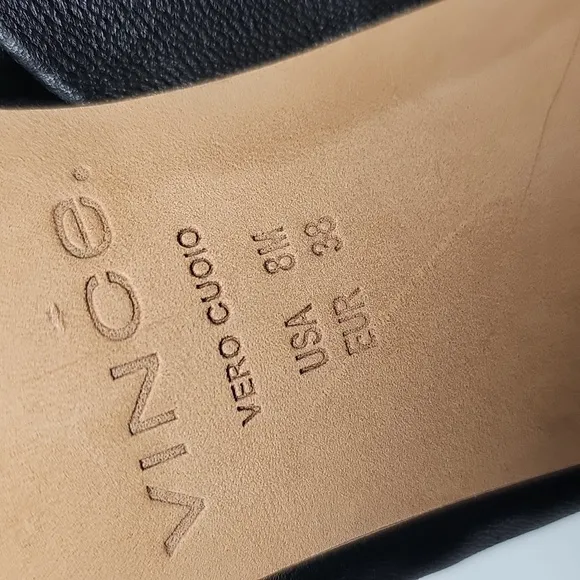 VINCe.
VERO CUOIO
USA 8M
EUR 38